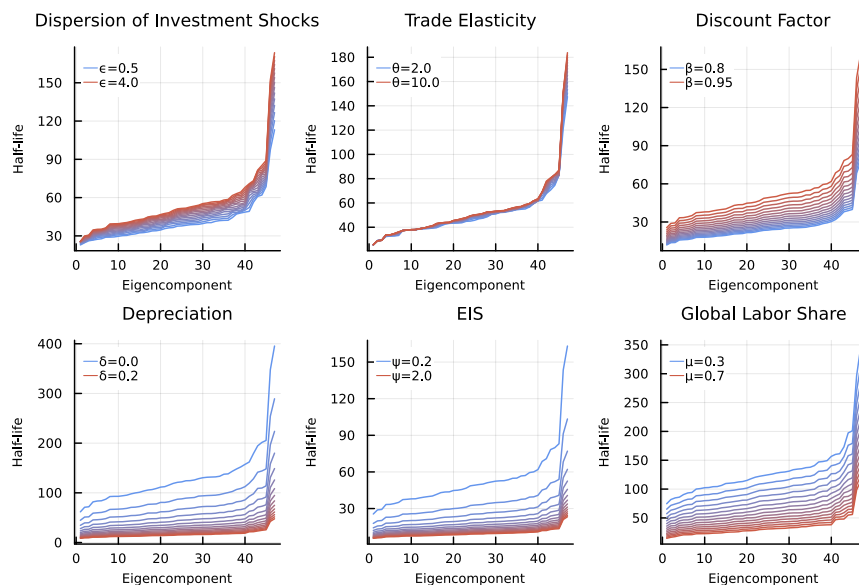 Dispersion of Investment Shocks
Trade Elasticity
Discount Factor
Half-life
150
120
90
60
30
ϵ=0.5
ϵ=4.0
0
10
20
30
40
Eigencomponent
Half-life
180
160
140
120
100
80
60
40
θ=2.0
θ=10.0
0
10
20
30
40
Eigencomponent
Half-life
150
120
90
60
30
β=0.8
β=0.95
0
10
20
30
40
Eigencomponent
Depreciation
EIS
Global Labor Share
Half-life
400
300
200
100
0
δ=0.0
δ=0.2
0
10
20
30
40
Eigencomponent
Half-life
150
120
90
60
30
ψ=0.2
ψ=2.0
0
10
20
30
40
Eigencomponent
Half-life
350
300
250
200
150
100
50
μ=0.3
μ=0.7
0
10
20
30
40
Eigencomponent